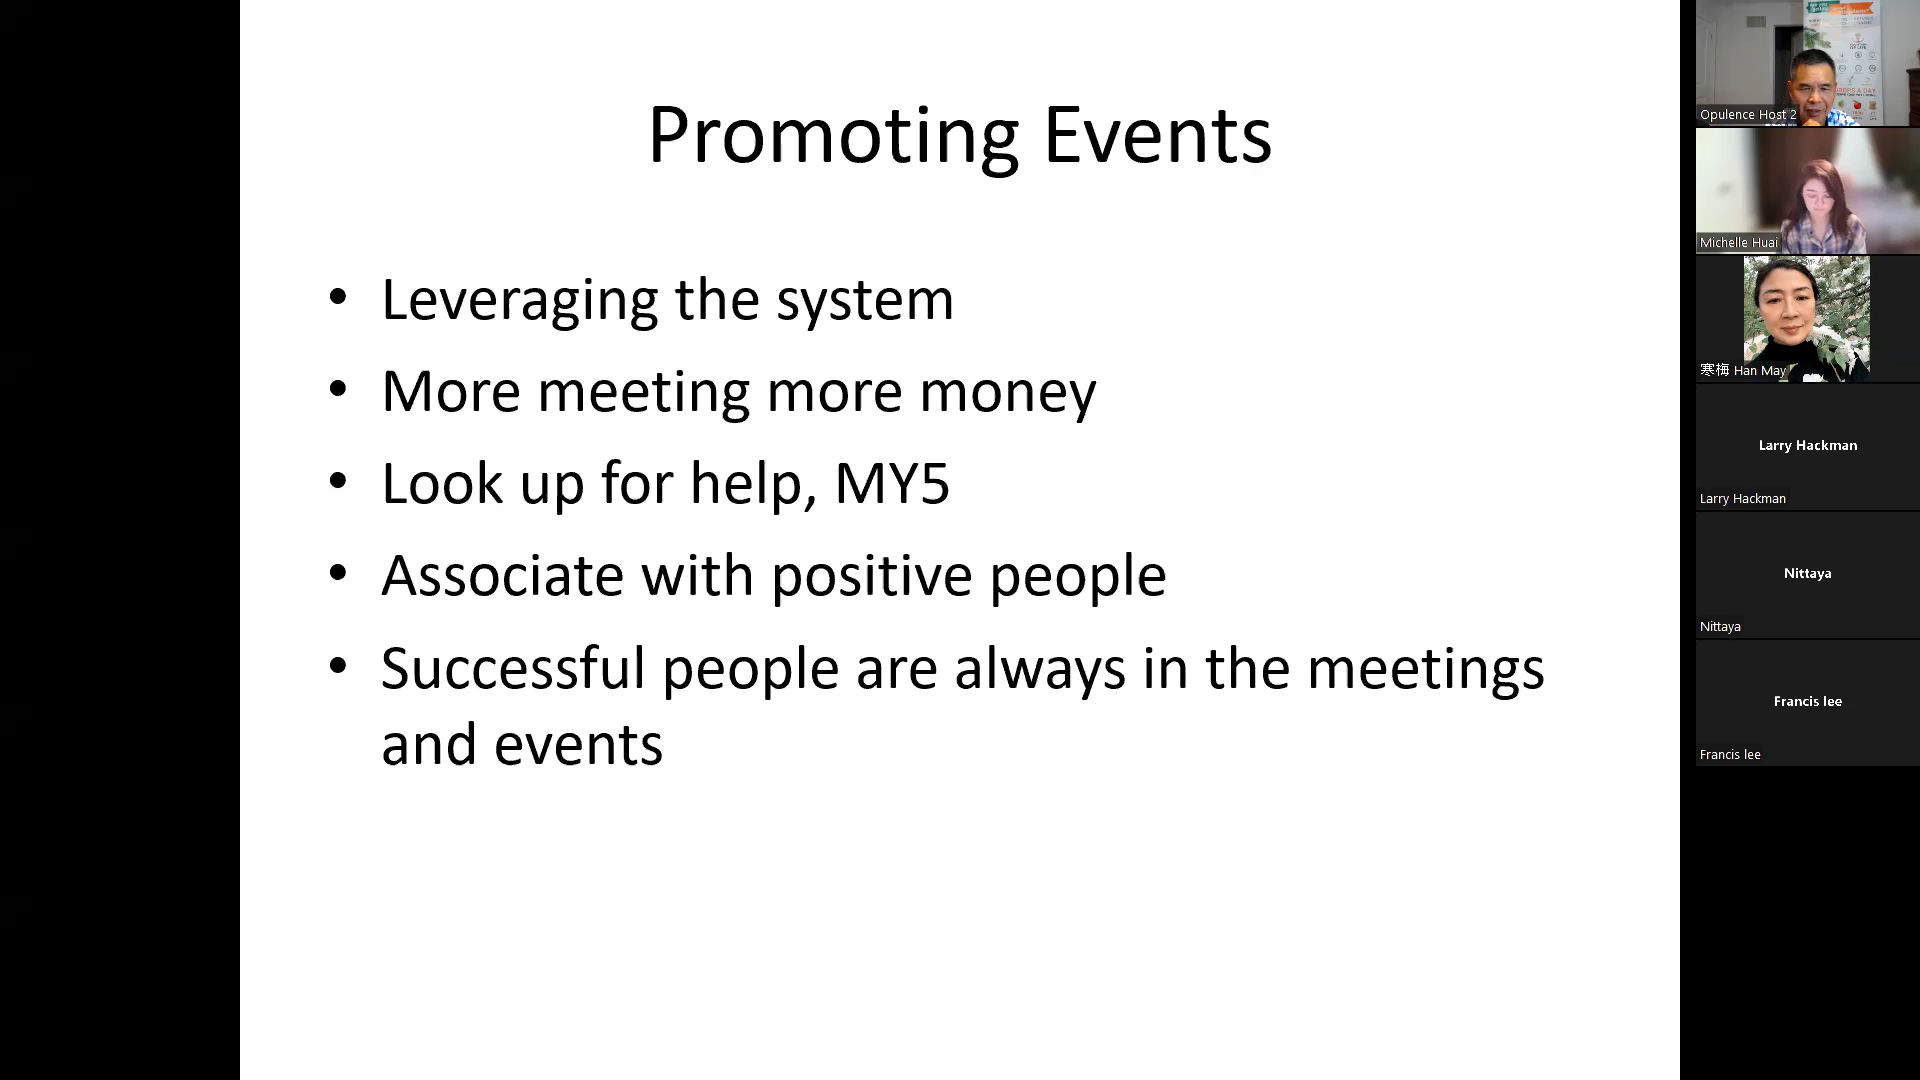 Promoting Events
• Leveraging the system
• More meeting more money
• Look up for help, MY5
• Associate with positive people
• Successful people are always in the meetings
and events
Opulence Host 2
Michelle Huai
寒梅 Han May
Larry Hackman
Larry Hackman
Nittaya
Nittaya
Francis lee
Francis lee